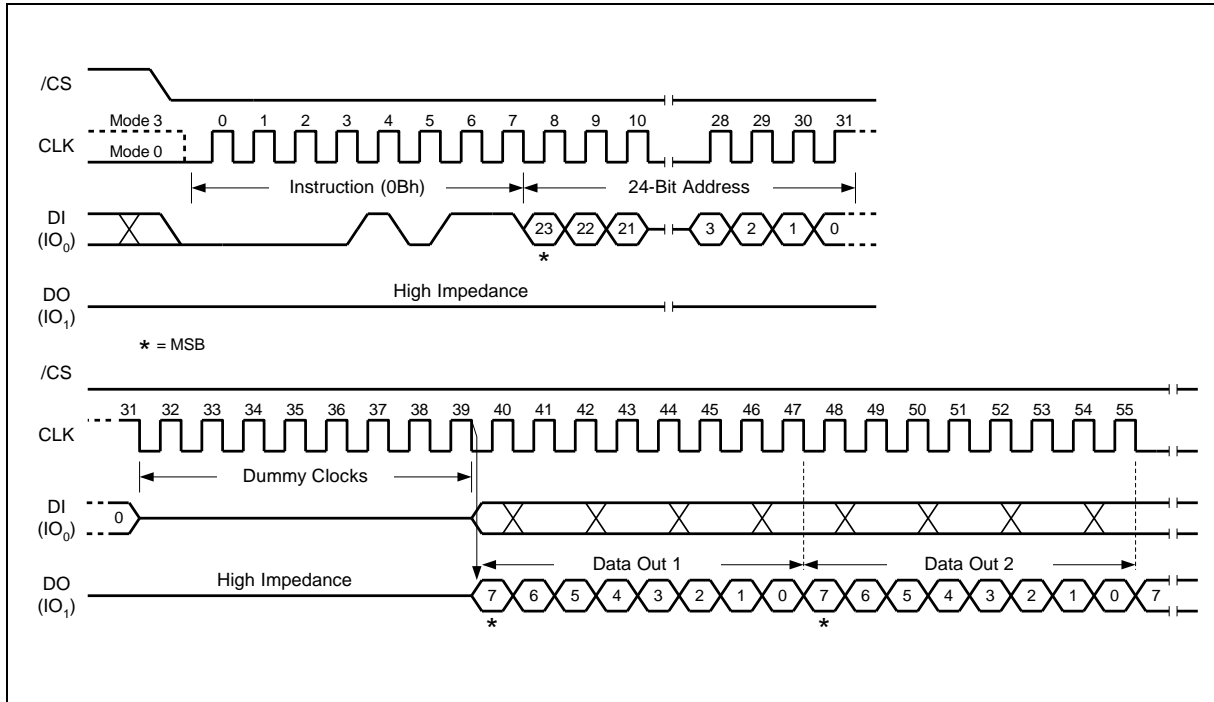 /CS
Mode 3
0 1 2 3 4 5 6 7 8 9 10 28 29 30 31
CLK
Mode 0
Instruction (0Bh) 24-Bit Address
DI
(IO0)
23 22 21 3 2 1 0
*
DO
(IO1)
High Impedance
* = MSB
/CS
31 32 33 34 35 36 37 38 39 40 41 42 43 44 45 46 47 48 49 50 51 52 53 54 55
CLK
Dummy Clocks
DI
(IO0)
0
Data Out 1 Data Out 2
DO
(IO1)
High Impedance
7 6 5 4 3 2 1 0 7 6 5 4 3 2 1 0 7
* *